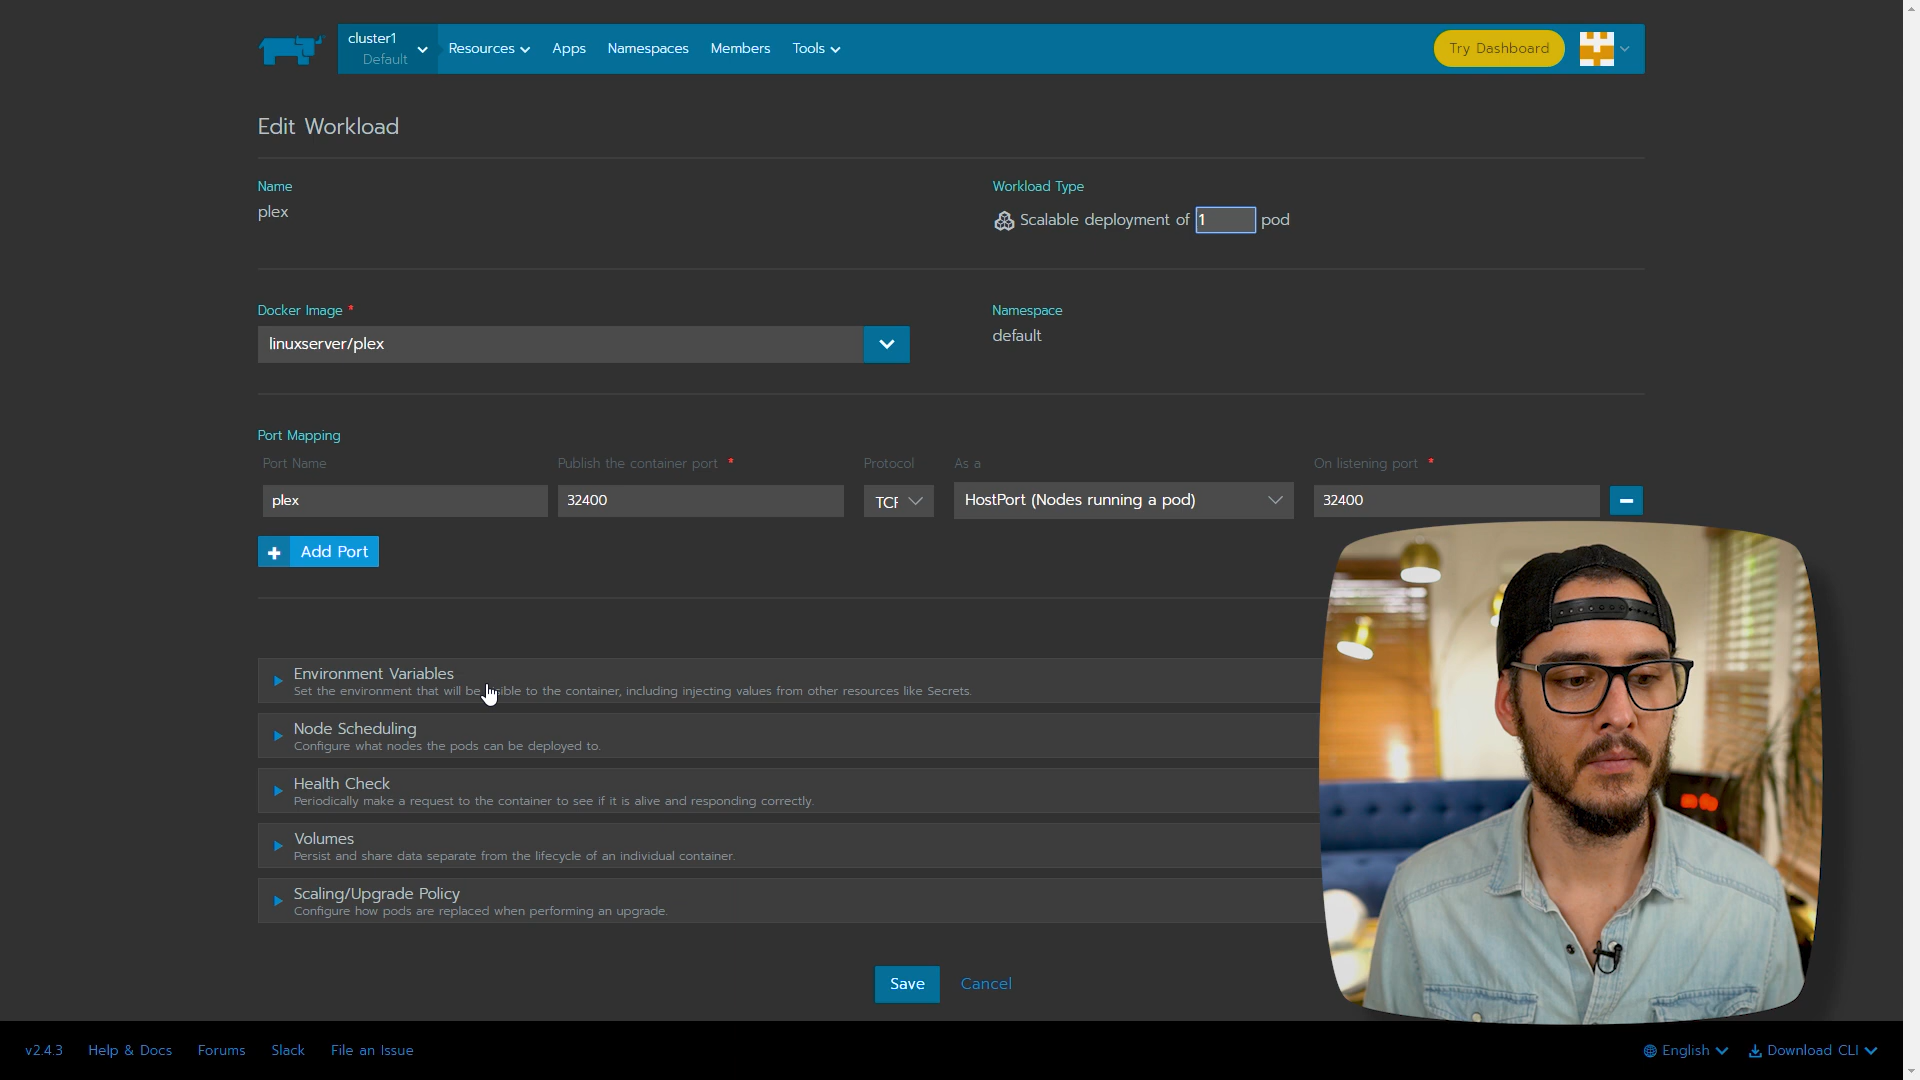 cluster1
Default
Resources
Apps
Namespaces
Members
Tools
Try Dashboard
Edit Workload
Name
plex
Workload Type
Scalable deployment of 1 pod
Docker Image *
linuxserver/plex
Namespace
default
Port Mapping
Port Name
Publish the container port *
Protocol
As a
On listening port *
plex
32400
TCP
HostPort (Nodes running a pod)
32400
Add Port
Environment Variables
Set the environment that will be visible to the container, including injecting values from other resources like Secrets.
Node Scheduling
Configure what nodes the pods can be deployed to.
Health Check
Periodically make a request to the container to see if it is alive and responding correctly.
Volumes
Persist and share data separate from the lifecycle of an individual container.
Scaling/Upgrade Policy
Configure how pods are replaced when performing an upgrade.
Save
Cancel
v2.4.3
Help & Docs
Forums
Slack
File an Issue
English
Download CLI